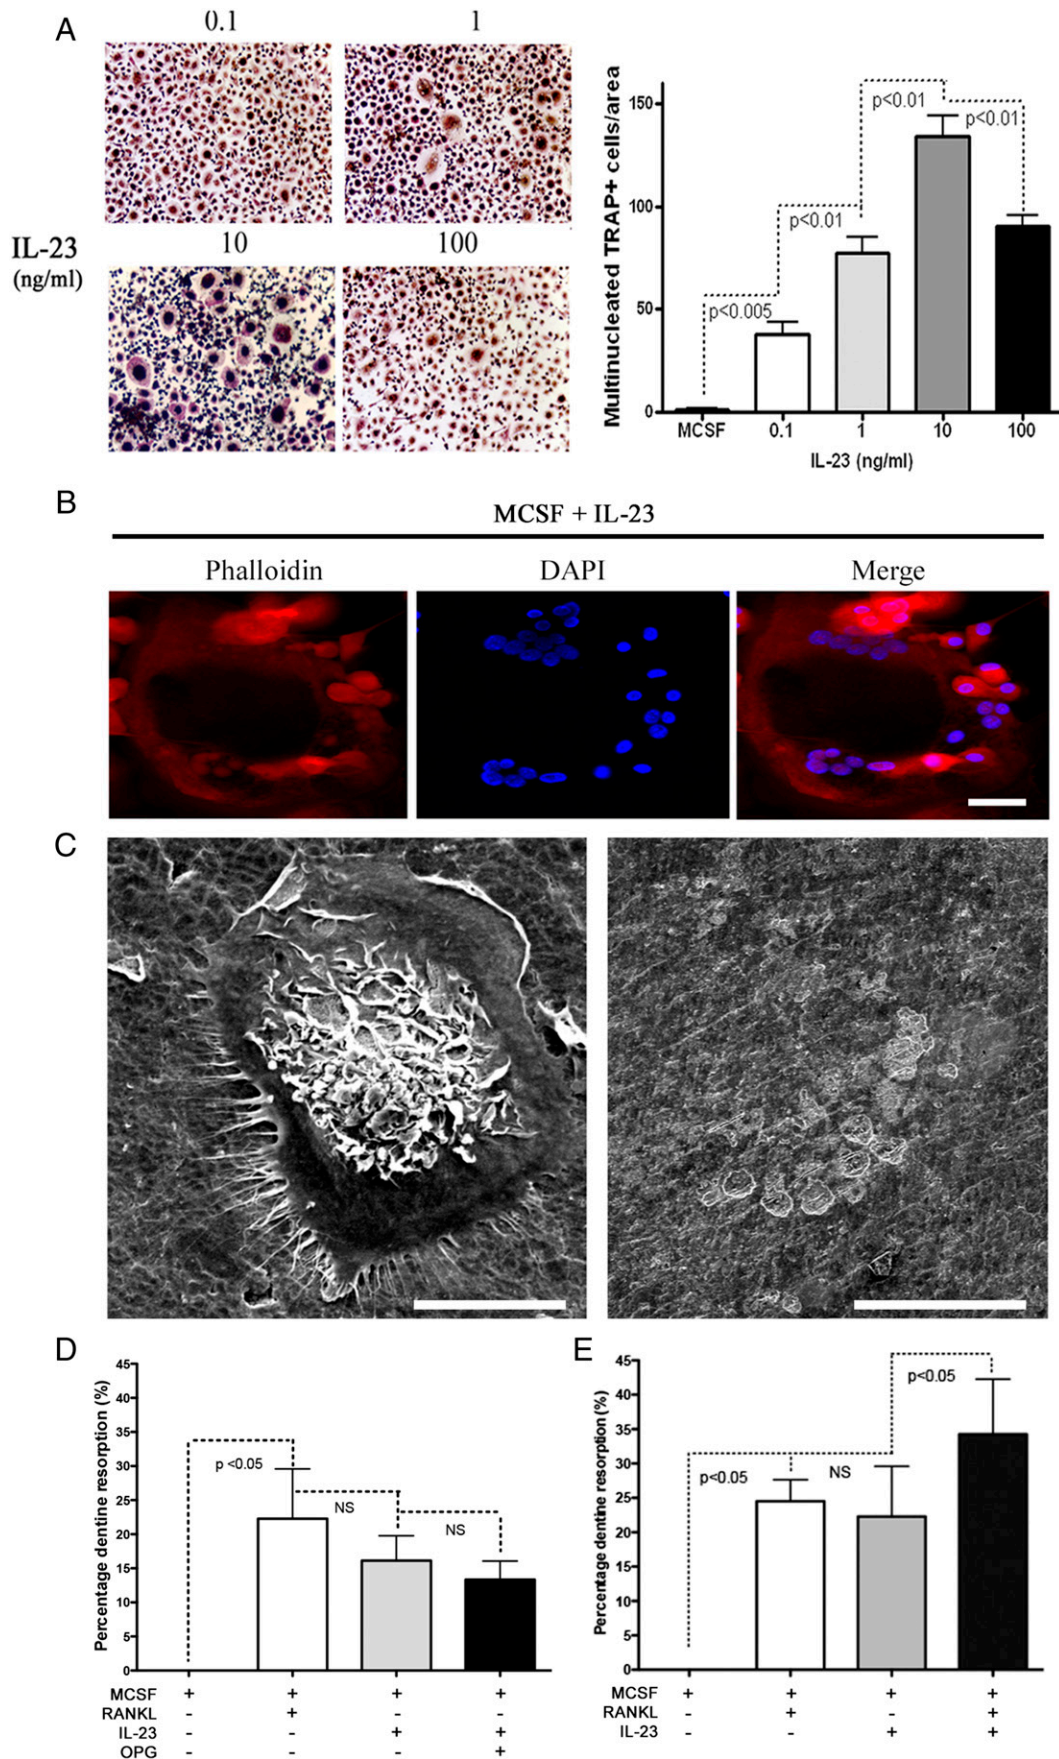 A
0.1
1
IL-23
(ng/ml)
10
100
Multinucleated TRAP+ cells/area
150
100
50
0
p<0.005
p<0.01
p<0.01
p<0.01
MCSF
0.1
1
10
100
IL-23 (ng/ml)
B
MCSF + IL-23
Phalloidin
DAPI
Merge
C
D
Percentage dentine resorption (%)
45
40
35
30
25
20
15
10
5
0
p <0.05
NS
NS
MCSF + + + +
RANKL - + - -
IL-23 - - + +
OPG - - - +
E
Percentage dentine resorption (%)
45
40
35
30
25
20
15
10
5
0
p<0.05
NS
p<0.05
MCSF + + + +
RANKL - + - +
IL-23 - - + +